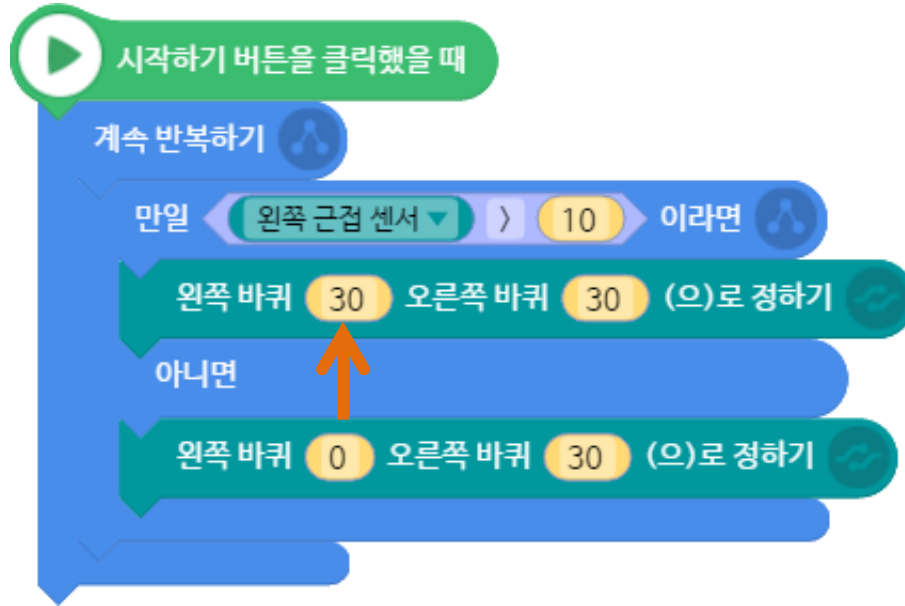 시작하기 버튼을 클릭했을 때
계속 반복하기
만일 왼쪽 근접 센서 > 10 이라면
왼쪽 바퀴 30 오른쪽 바퀴 30 (으)로 정하기
아니면
왼쪽 바퀴 0 오른쪽 바퀴 30 (으)로 정하기